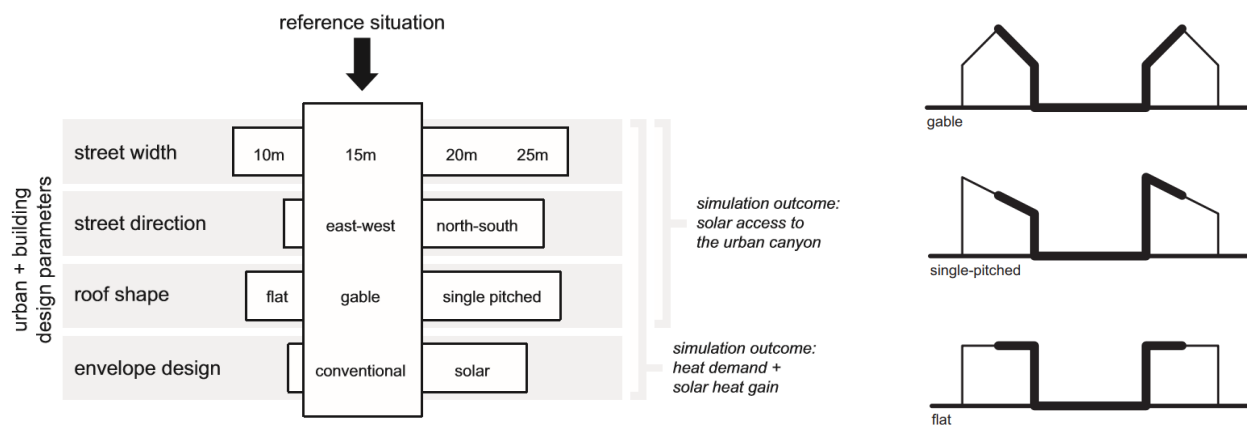 reference situation
urban + building
design parameters
street width
10m 15m 20m 25m
street direction
east-west north-south
roof shape
flat gable single pitched
envelope design
conventional solar
simulation outcome:
solar access to
the urban canyon
simulation outcome:
heat demand +
solar heat gain
gable
single-pitched
flat